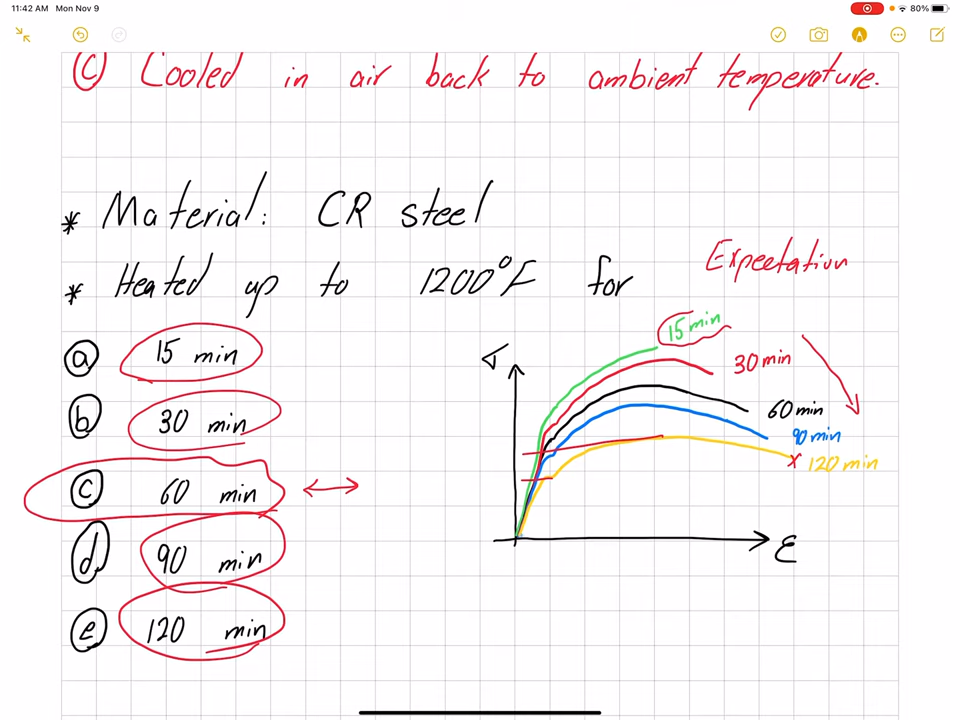 11:42 AM Mon Nov 9
80%
(c) Cooled in air back to ambient temperature.
* Material: CR steel
* Heated up to 1200°F for
Expectation
(a) 15 min
(b) 30 min
(c) 60 min
(d) 90 min
(e) 120 min
σ
15 min
30 min
60 min
90 min
x 120 min
ε